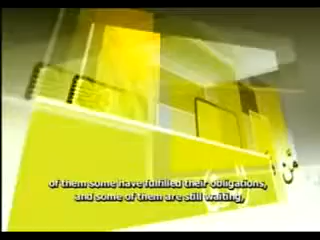 of them some have fulfilled their obligations,
and some of them are still waiting,